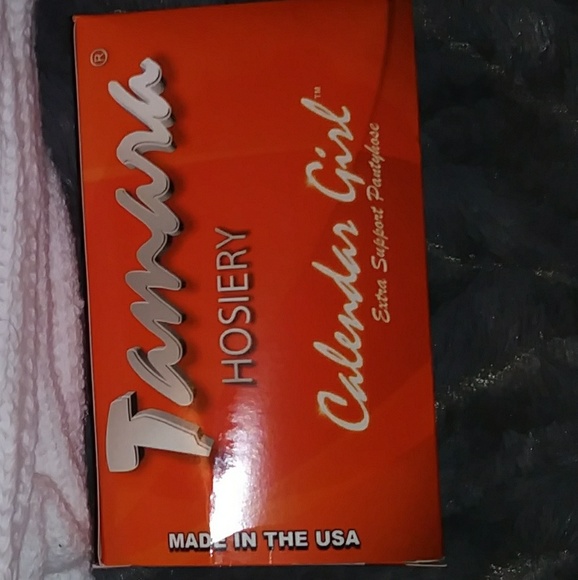 Tamara®
HOSIERY
Calendar Girl™
Extra Support Pantyhose
MADE IN THE USA